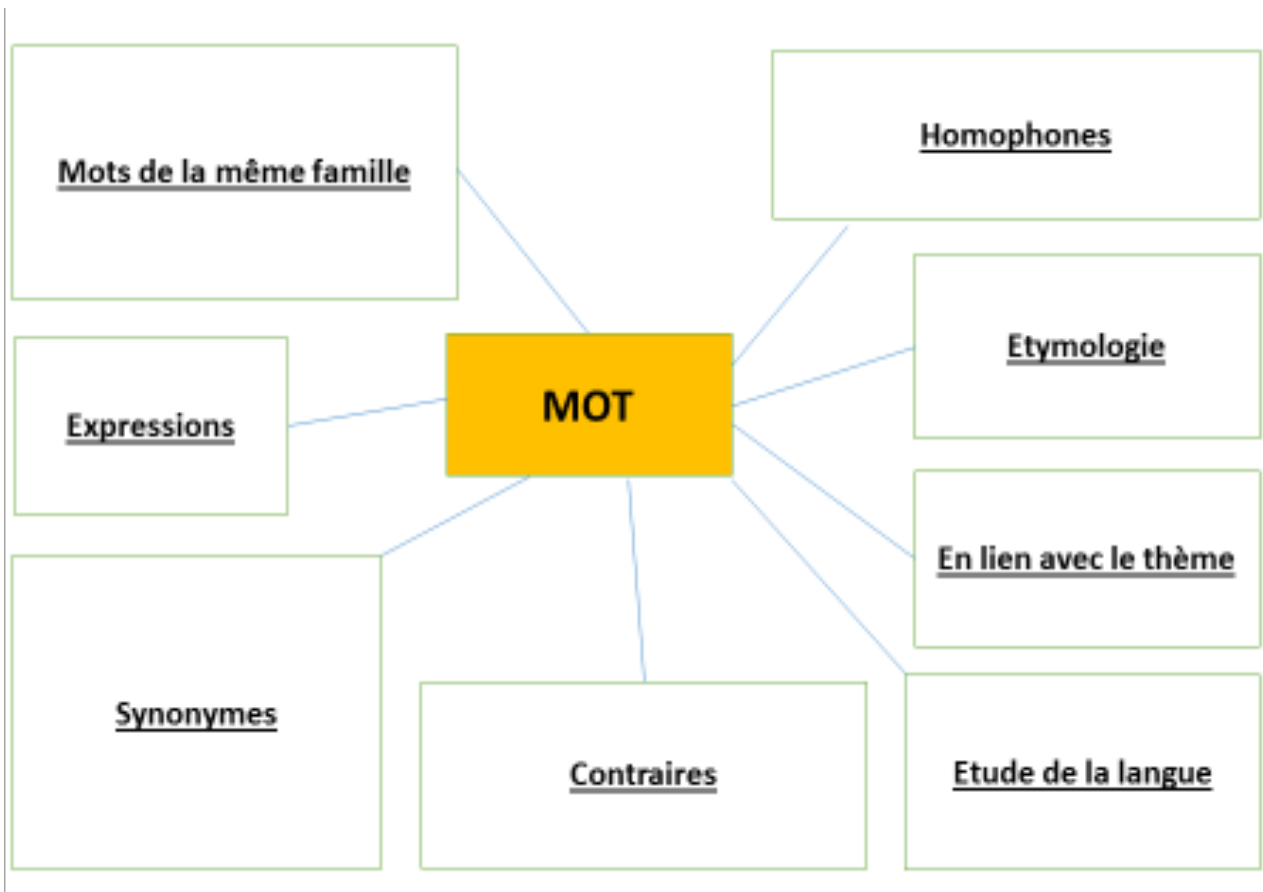 Mots de la même famille
Homophones
Etymologie
MOT
Expressions
En lien avec le thème
Synonymes
Contraires
Etude de la langue